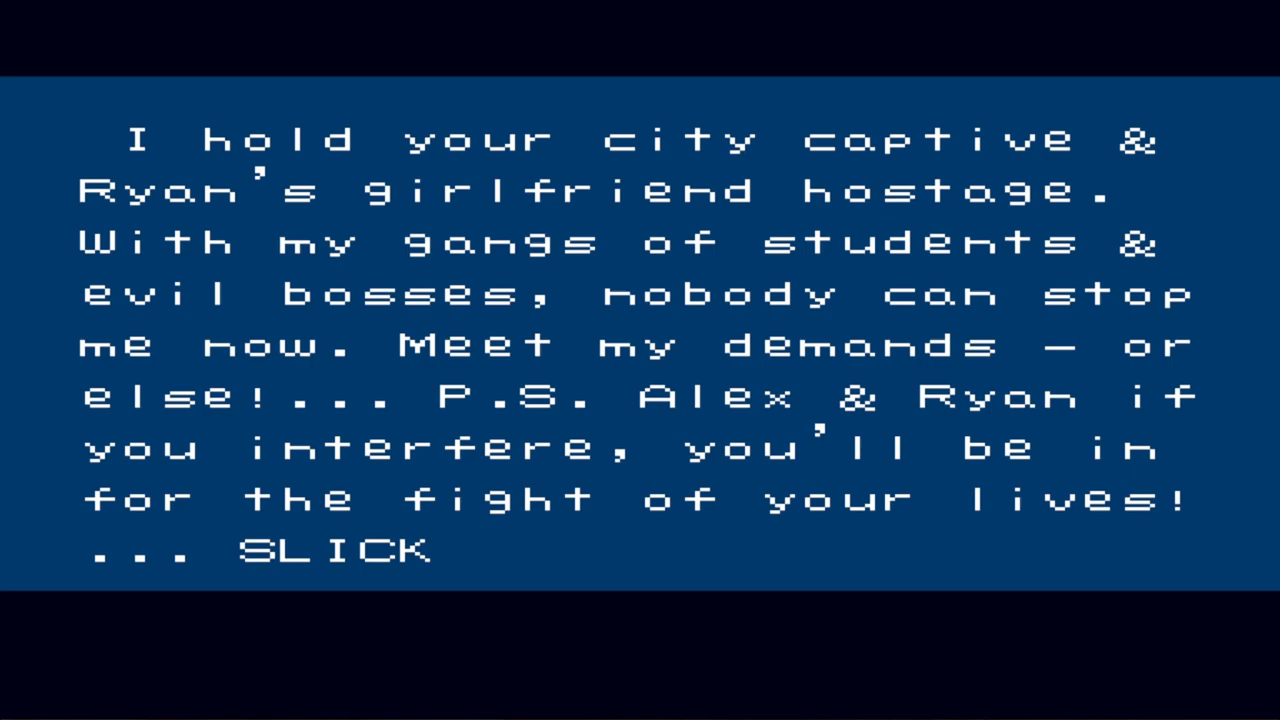 I hold your city captive &
Ryan's girlfriend hostage.
With my gangs of students &
evil bosses, nobody can stop
me now. Meet my demands — or
else!... P.S. Alex & Ryan if
you interfere, you'll be in
for the fight of your lives!
... SLICK